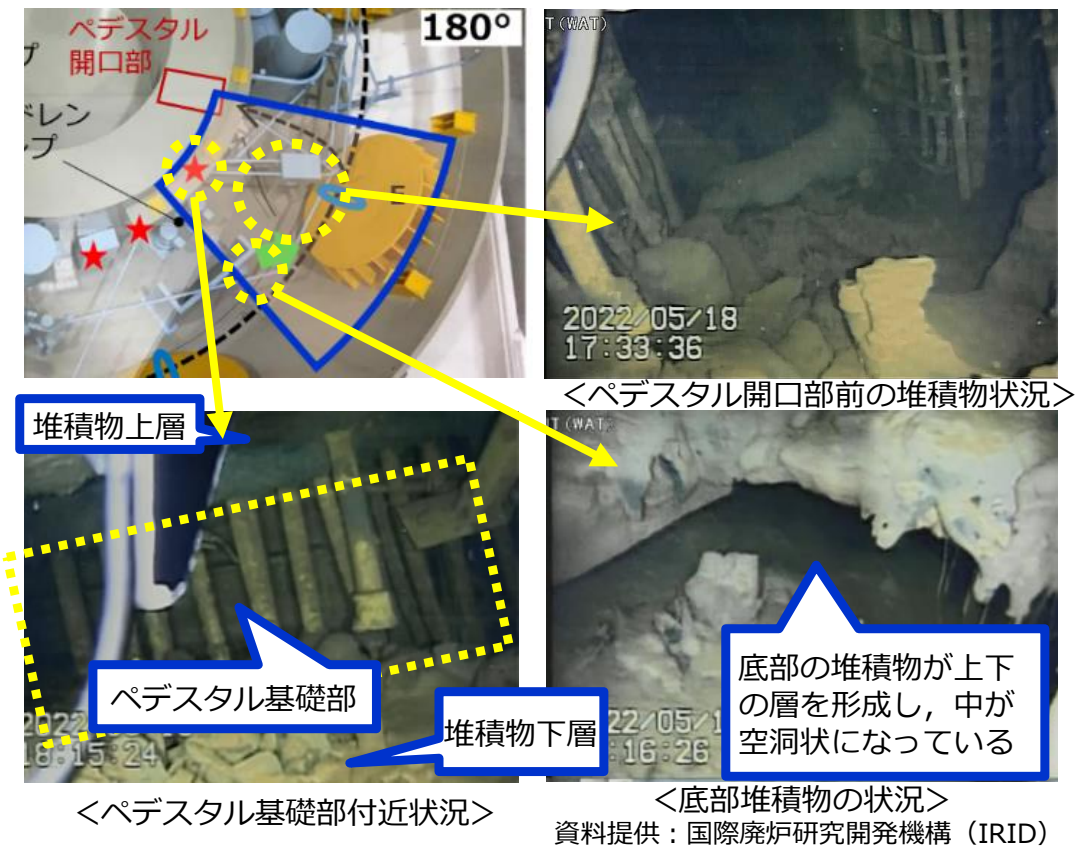 ペデスタル
開口部
180°
プ
ドレン
ンプ
E
T(WAT)
2022/05/18
17:33:36
<ペデスタル開口部前の堆積物状況>
堆積物上層
ペデスタル基礎部
堆積物下層
2022
18:15:24
<ペデスタル基礎部付近状況>
IT(WAT)
底部の堆積物が上下
の層を形成し，中が
空洞状になっている
22/05/1
:16:26
<底部堆積物の状況>
資料提供：国際廃炉研究開発機構（IRID）